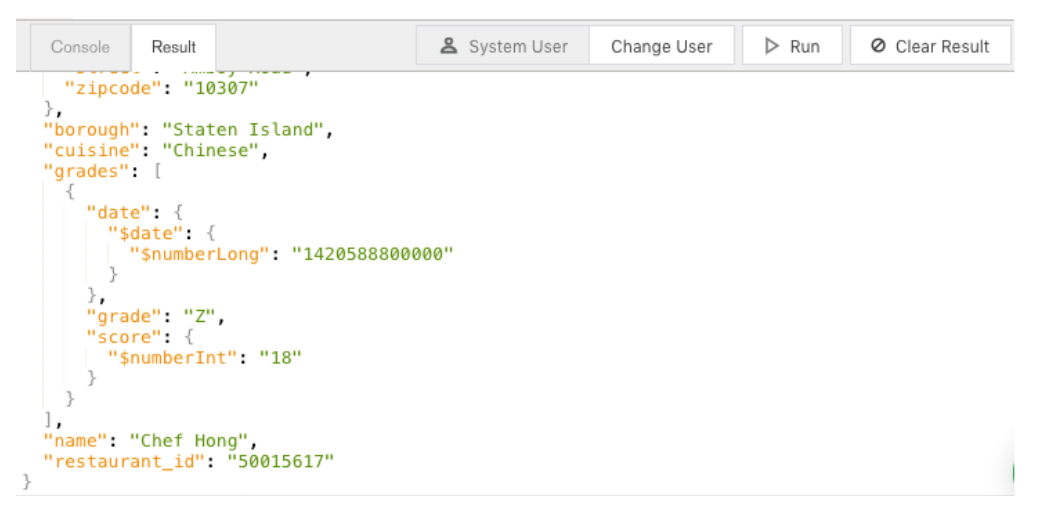 Console Result System User Change User Run Clear Result
"zipcode": "10307"
},
"borough": "Staten Island",
"cuisine": "Chinese",
"grades": [
{
"date": {
"$date": {
"$numberLong": "1420588800000"
}
},
"grade": "Z",
"score": {
"$numberInt": "18"
}
}
],
"name": "Chef Hong",
"restaurant_id": "50015617"
}